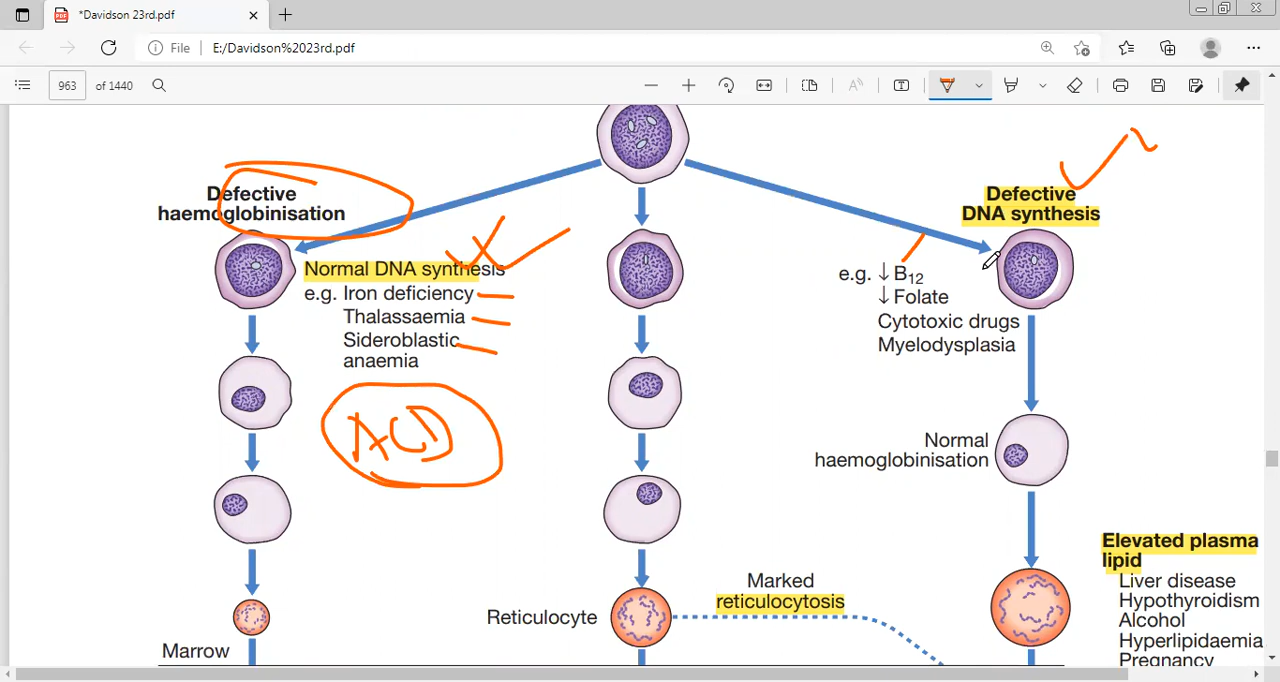 *Davidson 23rd.pdf
File
E:/Davidson%2023rd.pdf
963
of 1440
Defective
haemoglobinisation
Normal DNA synthesis
e.g. Iron deficiency
Thalassaemia
Sideroblastic
anaemia
ACD
Defective
DNA synthesis
e.g. ↓ B12
↓ Folate
Cytotoxic drugs
Myelodysplasia
Normal
haemoglobinisation
Elevated plasma
lipid
Liver disease
Hypothyroidism
Alcohol
Hyperlipidaemia
Pregnancy
Marked
reticulocytosis
Reticulocyte
Marrow